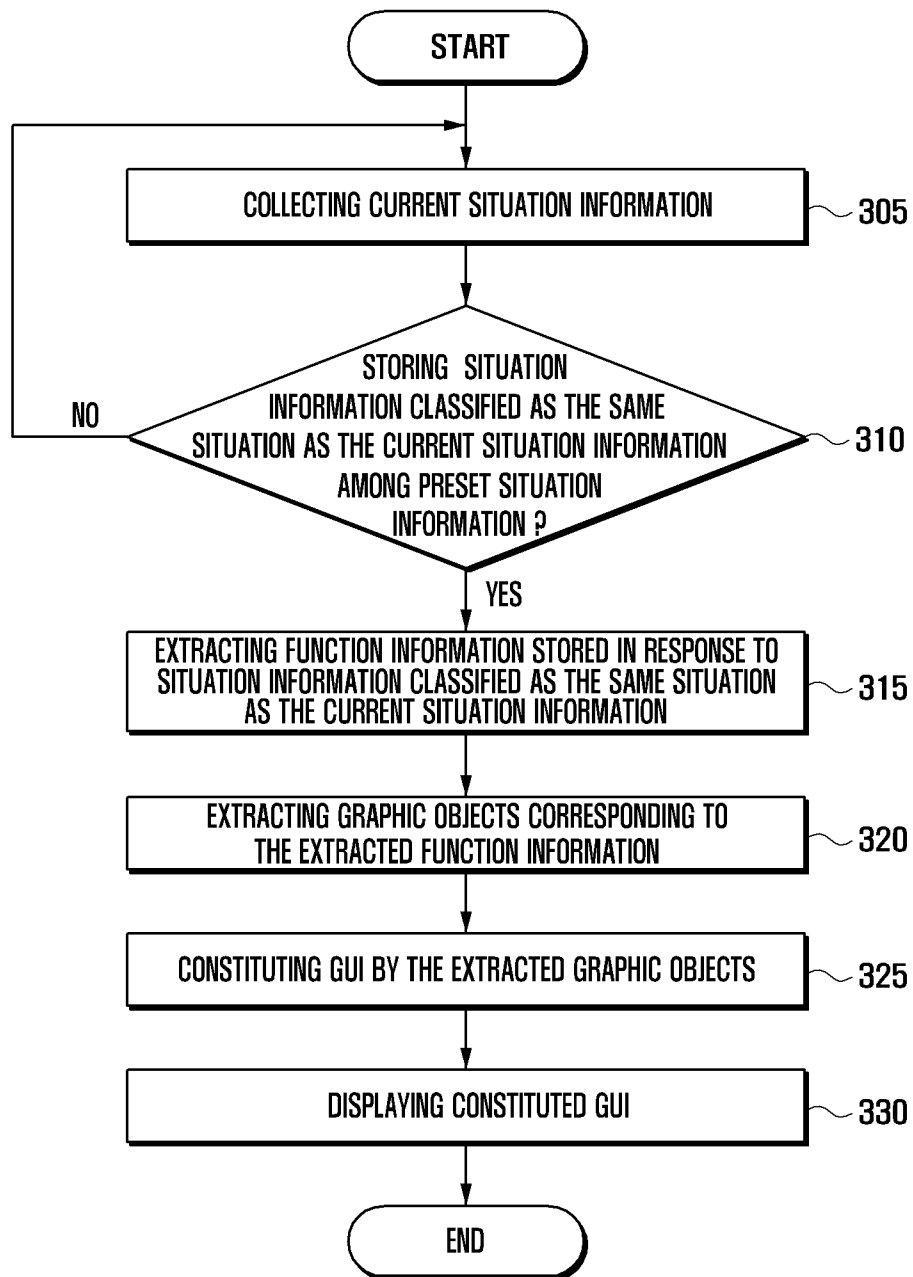 START
COLLECTING CURRENT SITUATION INFORMATION
305
STORING SITUATION
INFORMATION CLASSIFIED AS THE SAME
SITUATION AS THE CURRENT SITUATION INFORMATION
AMONG PRESET SITUATION
INFORMATION ?
310
NO
YES
EXTRACTING FUNCTION INFORMATION STORED IN RESPONSE TO
SITUATION INFORMATION CLASSIFIED AS THE SAME SITUATION
AS THE CURRENT SITUATION INFORMATION
315
EXTRACTING GRAPHIC OBJECTS CORRESPONDING TO
THE EXTRACTED FUNCTION INFORMATION
320
CONSTITUTING GUI BY THE EXTRACTED GRAPHIC OBJECTS
325
DISPLAYING CONSTITUTED GUI
330
END